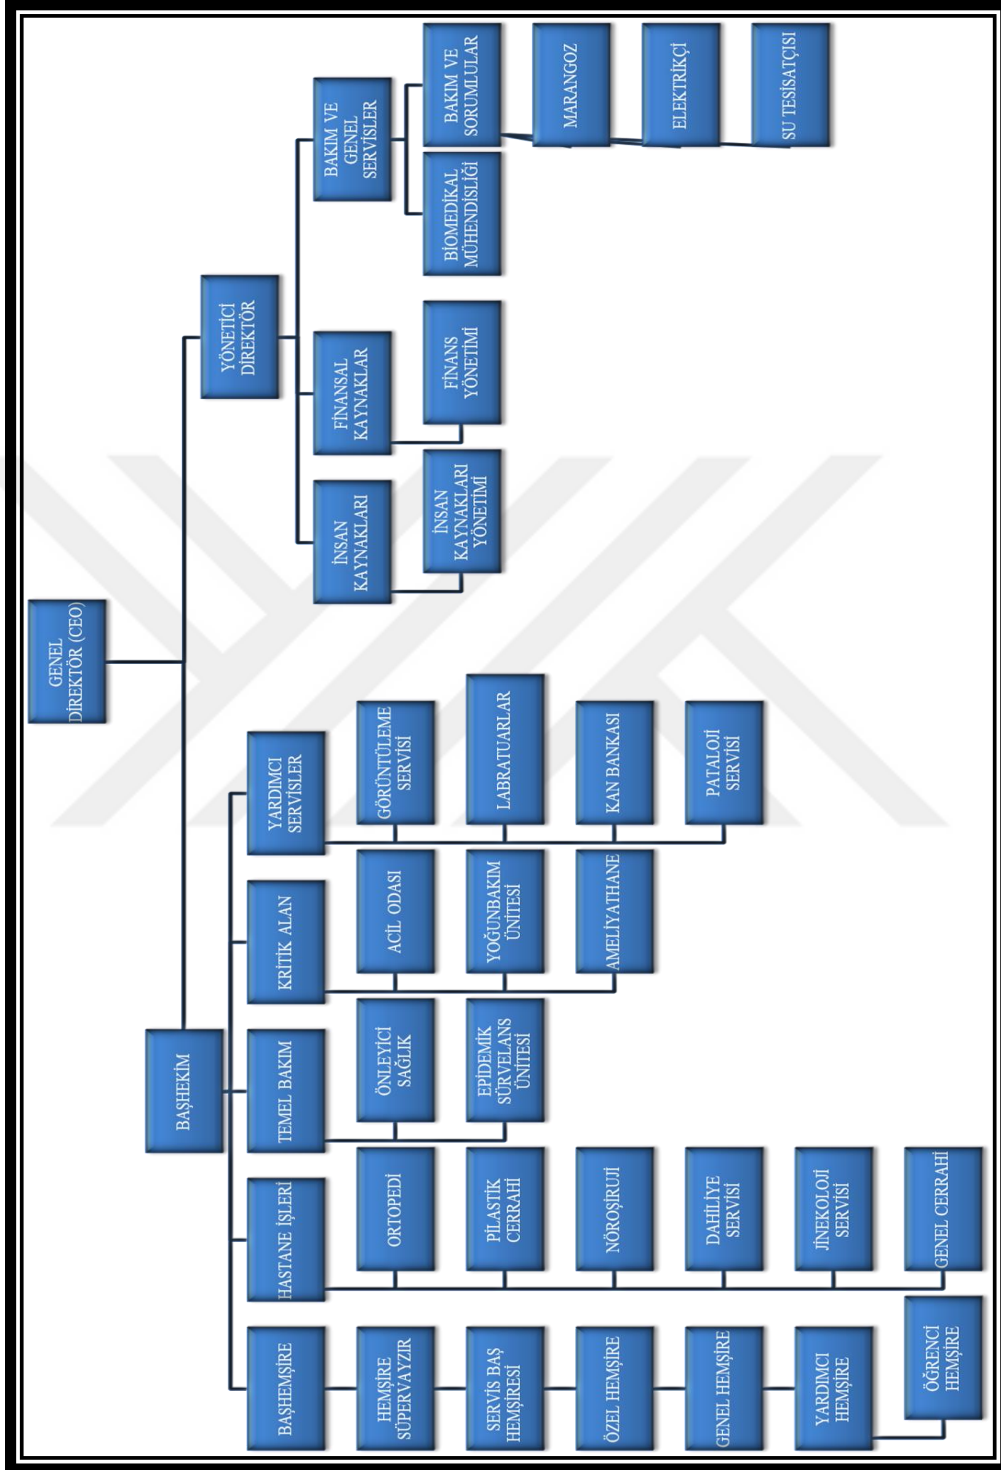 GENEL
DİREKTÖR (CEO)
BAŞHEKİM
BAŞHEMŞİRE
HEMŞİRE
SÜPERVAYZIR
SERVİS BAŞ
HEMŞİRESİ
ÖZEL HEMŞİRE
GENEL HEMŞİRE
YARDIMCI
HEMŞİRE
ÖĞRENCİ
HEMŞİRE
HASTANE İŞLERİ
ORTOPEDİ
PİLASTİK
CERRAHİ
NÖROŞİRUJİ
DAHİLİYE
SERVİSİ
JİNEKOLOJİ
SERVİSİ
GENEL CERRAHİ
TEMEL BAKIM
ÖNLEYİCİ
SAĞLIK
EPİDEMİK
SÜRVELANS
ÜNİTESİ
KRİTİK ALAN
ACİL ODASI
YOĞUNBAKIM
ÜNİTESİ
AMELİYATHANE
YARDIMCI
SERVİSLER
GÖRÜNTÜLEME
SERVİSİ
LABRATUARLAR
KAN BANKASI
PATALOJİ
SERVİSİ
YÖNETİCİ
DİREKTÖR
İNSAN
KAYNAKLARI
İNSAN
KAYNAKLARI
YÖNETİMİ
FİNANSAL
KAYNAKLAR
FİNANS
YÖNETİMİ
BAKIM VE
GENEL
SERVİSLER
BİOMEDİKAL
MÜHENDİSLİĞİ
BAKIM VE
SORUMLULAR
MARANGOZ
ELEKTRİKÇİ
SU TESİSATÇISI